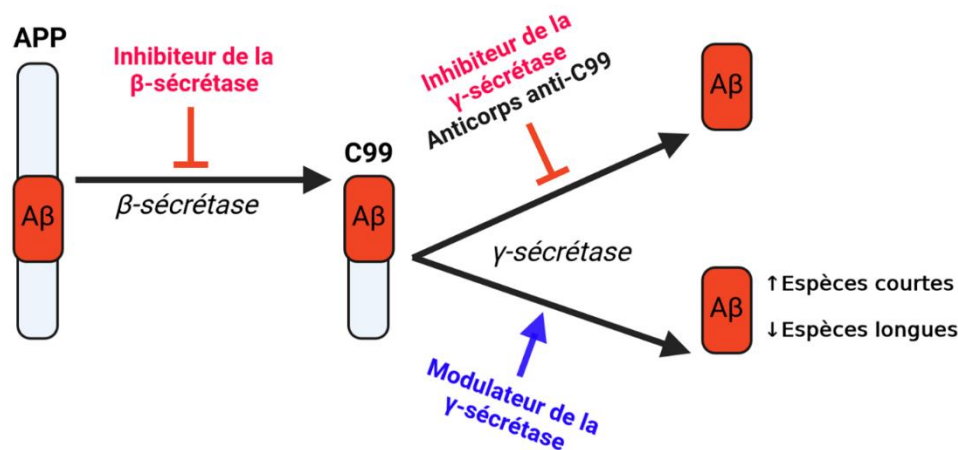 APP
Inhibiteur de la
β-sécrétase
Aβ
β-sécrétase
C99
Aβ
Inhibiteur de la
γ-sécrétase
Anticorps anti-C99
Aβ
γ-sécrétase
Aβ
↑Espèces courtes
↓Espèces longues
Modulateur de la
γ-sécrétase